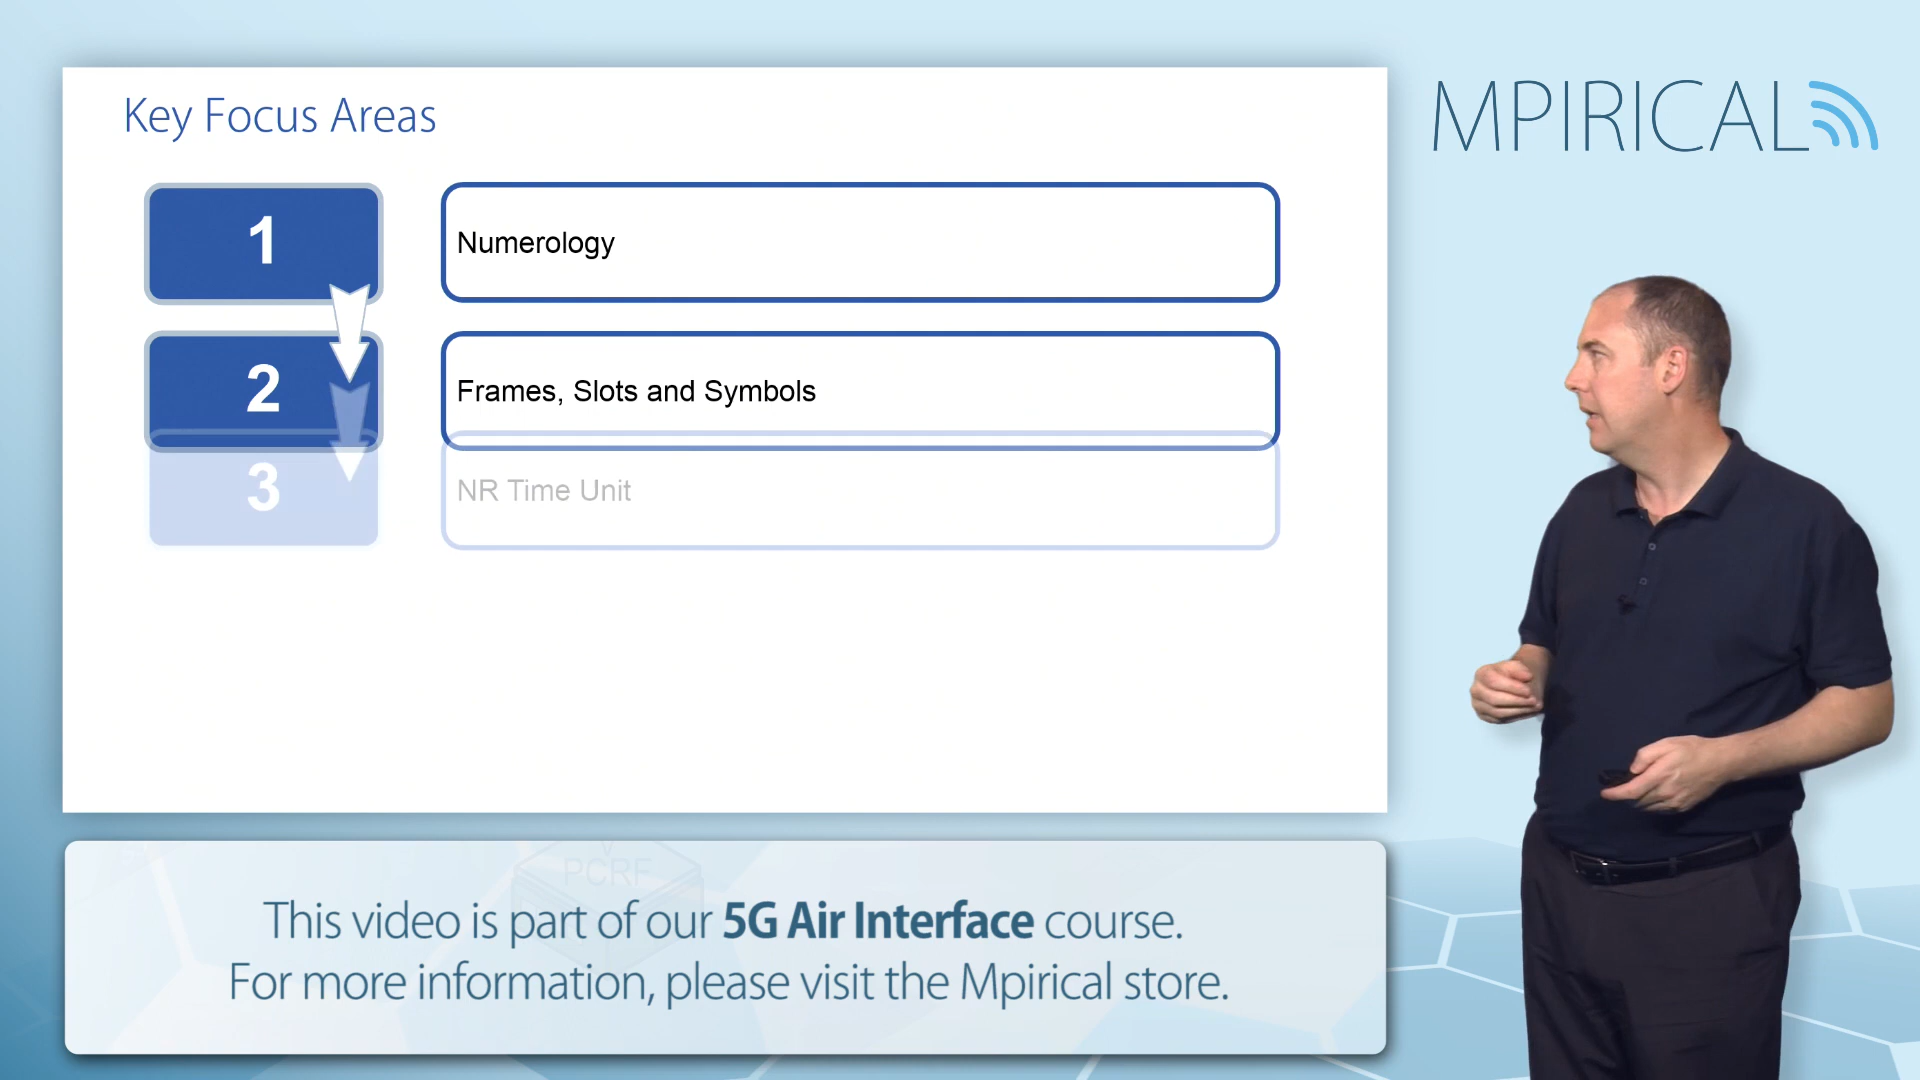 Key Focus Areas
MPIRICAL
1
Numerology
2
Frames, Slots and Symbols
3
NR Time Unit
PCRF
This video is part of our 5G Air Interface course.
For more information, please visit the Mpirical store.